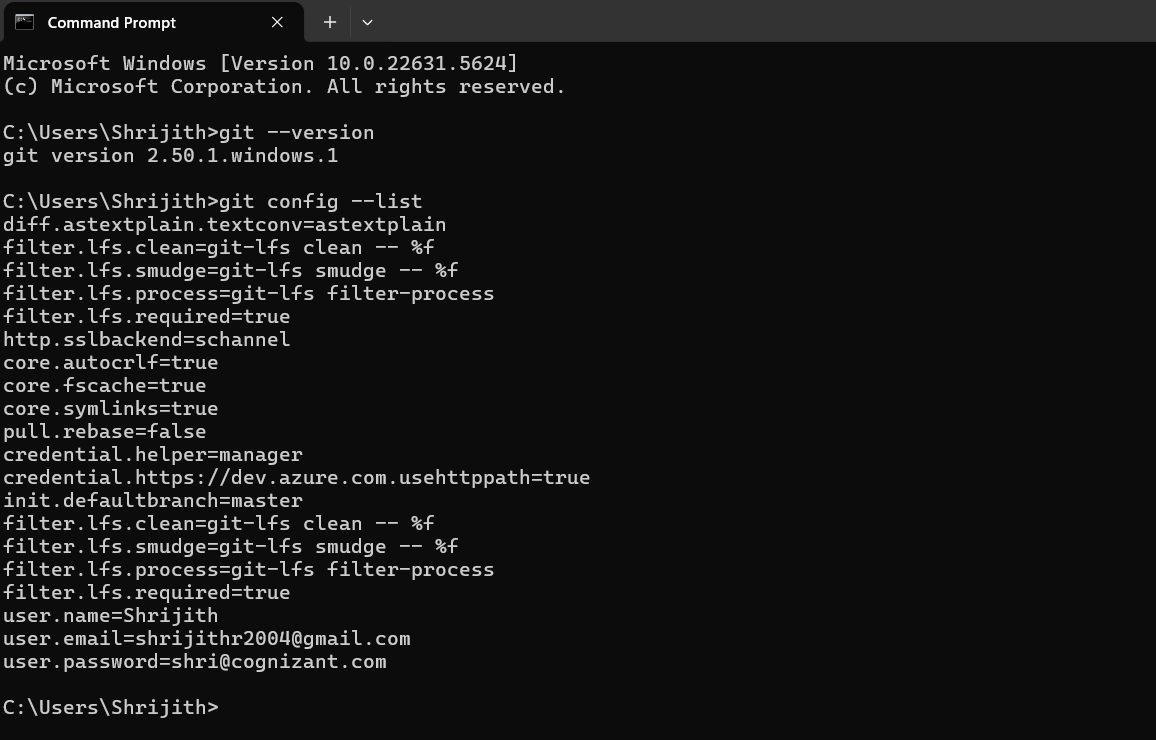 Command Prompt
Microsoft Windows [Version 10.0.22631.5624]
(c) Microsoft Corporation. All rights reserved.
C:\Users\Shrijith>git --version
git version 2.50.1.windows.1
C:\Users\Shrijith>git config --list
diff.astextplain.textconv=astextplain
filter.lfs.clean=git-lfs clean -- %f
filter.lfs.smudge=git-lfs smudge -- %f
filter.lfs.process=git-lfs filter-process
filter.lfs.required=true
http.sslbackend=schannel
core.autocrlf=true
core.fscache=true
core.symlinks=true
pull.rebase=false
credential.helper=manager
credential.https://dev.azure.com.usehttppath=true
init.defaultbranch=master
filter.lfs.clean=git-lfs clean -- %f
filter.lfs.smudge=git-lfs smudge -- %f
filter.lfs.process=git-lfs filter-process
filter.lfs.required=true
user.name=Shrijith
user.email=shrijithr2004@gmail.com
user.password=shri@cognizant.com
C:\Users\Shrijith>